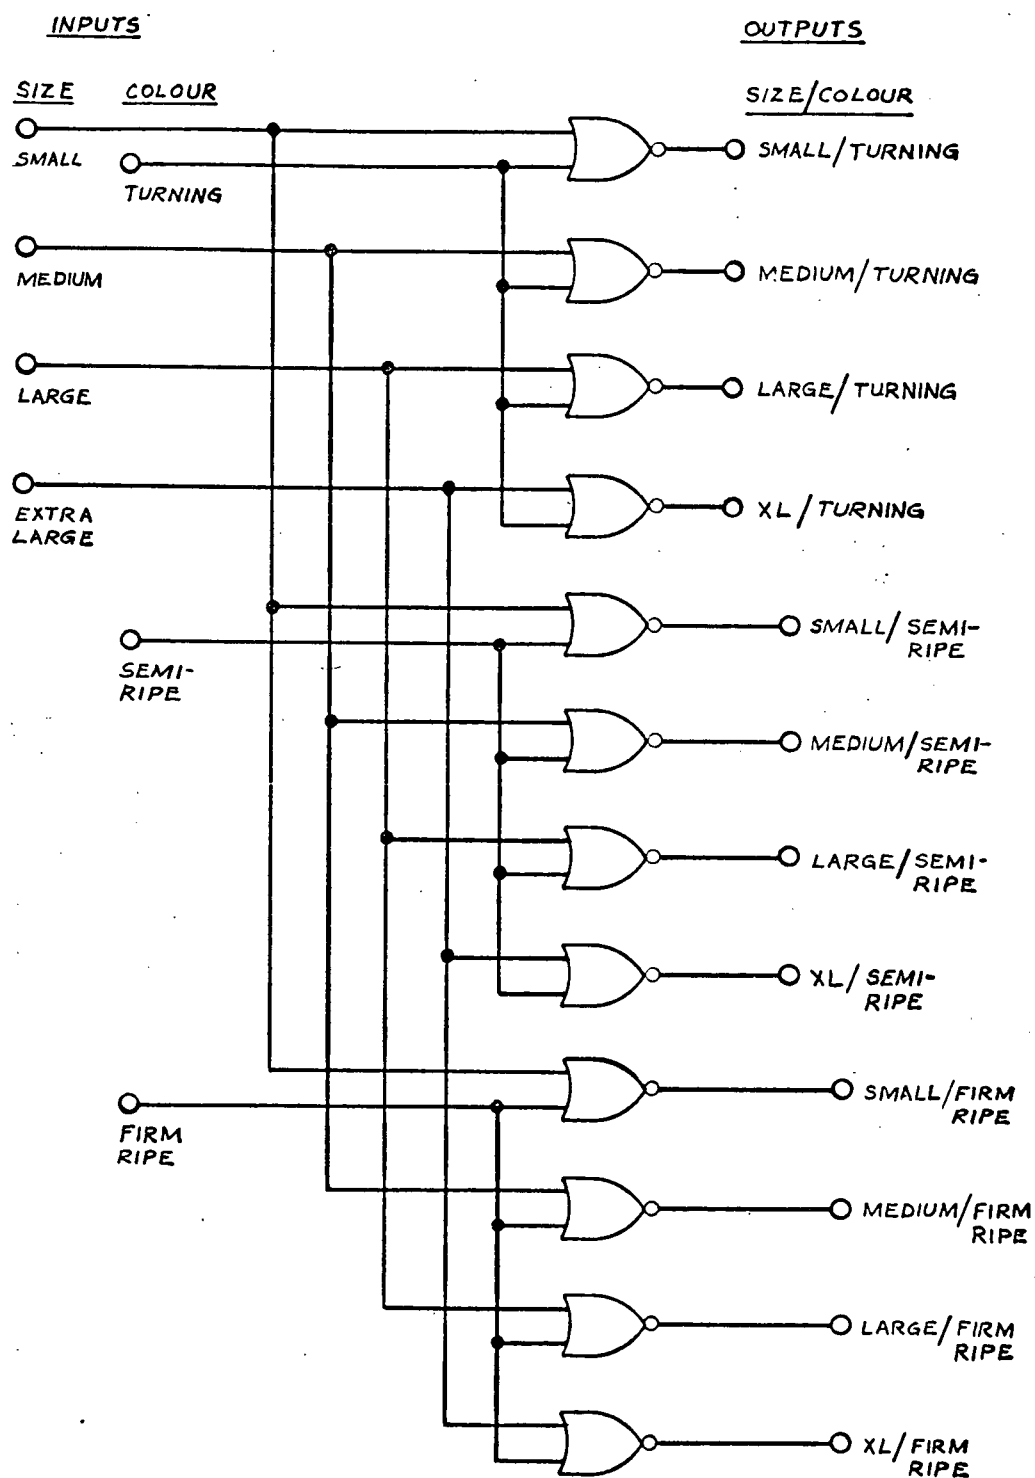 INPUTS
OUTPUTS
SIZE
COLOUR
SIZE/COLOUR
SMALL
TURNING
SMALL/TURNING
MEDIUM
MEDIUM/TURNING
LARGE
LARGE/TURNING
EXTRA
LARGE
XL/TURNING
SEMI-
RIPE
SMALL/SEMI-
RIPE
MEDIUM/SEMI-
RIPE
LARGE/SEMI-
RIPE
XL/SEMI-
RIPE
FIRM
RIPE
SMALL/FIRM
RIPE
MEDIUM/FIRM
RIPE
LARGE/FIRM
RIPE
XL/FIRM
RIPE